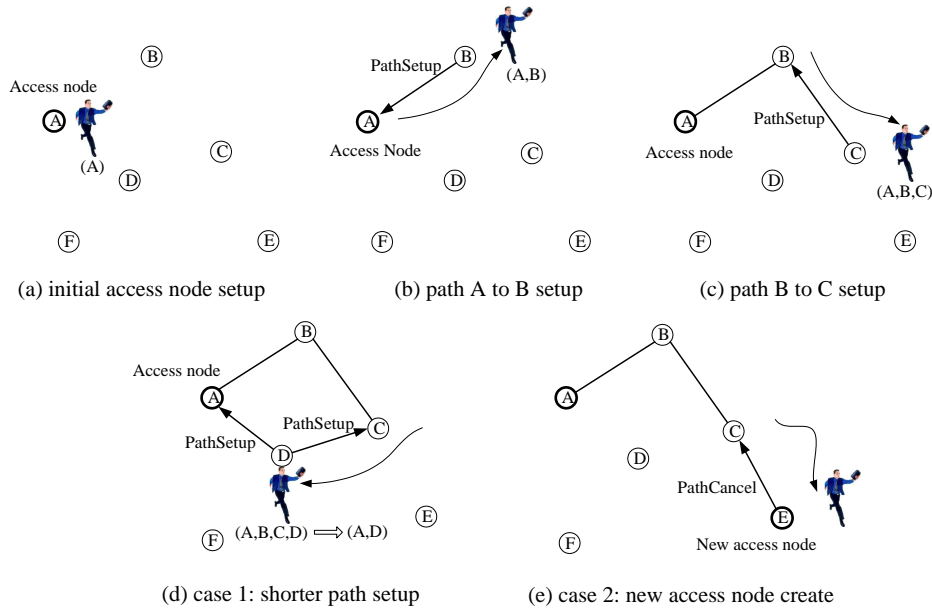 B
Access node
A
(A)
C
D
F
E
(a) initial access node setup
B
PathSetup
(A,B)
A
Access Node
C
D
F
E
(b) path A to B setup
B
A
PathSetup
Access node
C
D
(A,B,C)
F
E
(c) path B to C setup
B
Access node
A
PathSetup
C
PathSetup
D
E
F
(A,B,C,D) ⟹ (A,D)
(d) case 1: shorter path setup
B
A
C
D
PathCancel
E
F
New access node
(e) case 2: new access node create